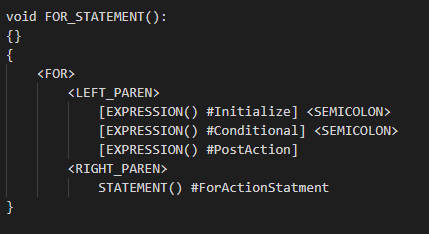 void FOR_STATEMENT():
{}
{
<FOR>
<LEFT_PAREN>
[EXPRESSION() #Initialize] <SEMICOLON>
[EXPRESSION() #Conditional] <SEMICOLON>
[EXPRESSION() #PostAction]
<RIGHT_PAREN>
STATEMENT() #ForActionStatment
}